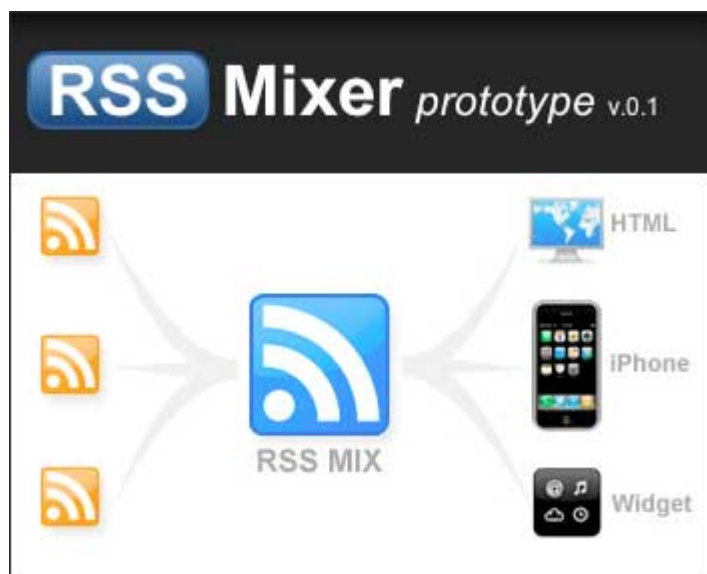 RSS Mixer prototype v.0.1
HTML
iPhone
RSS MIX
Widget